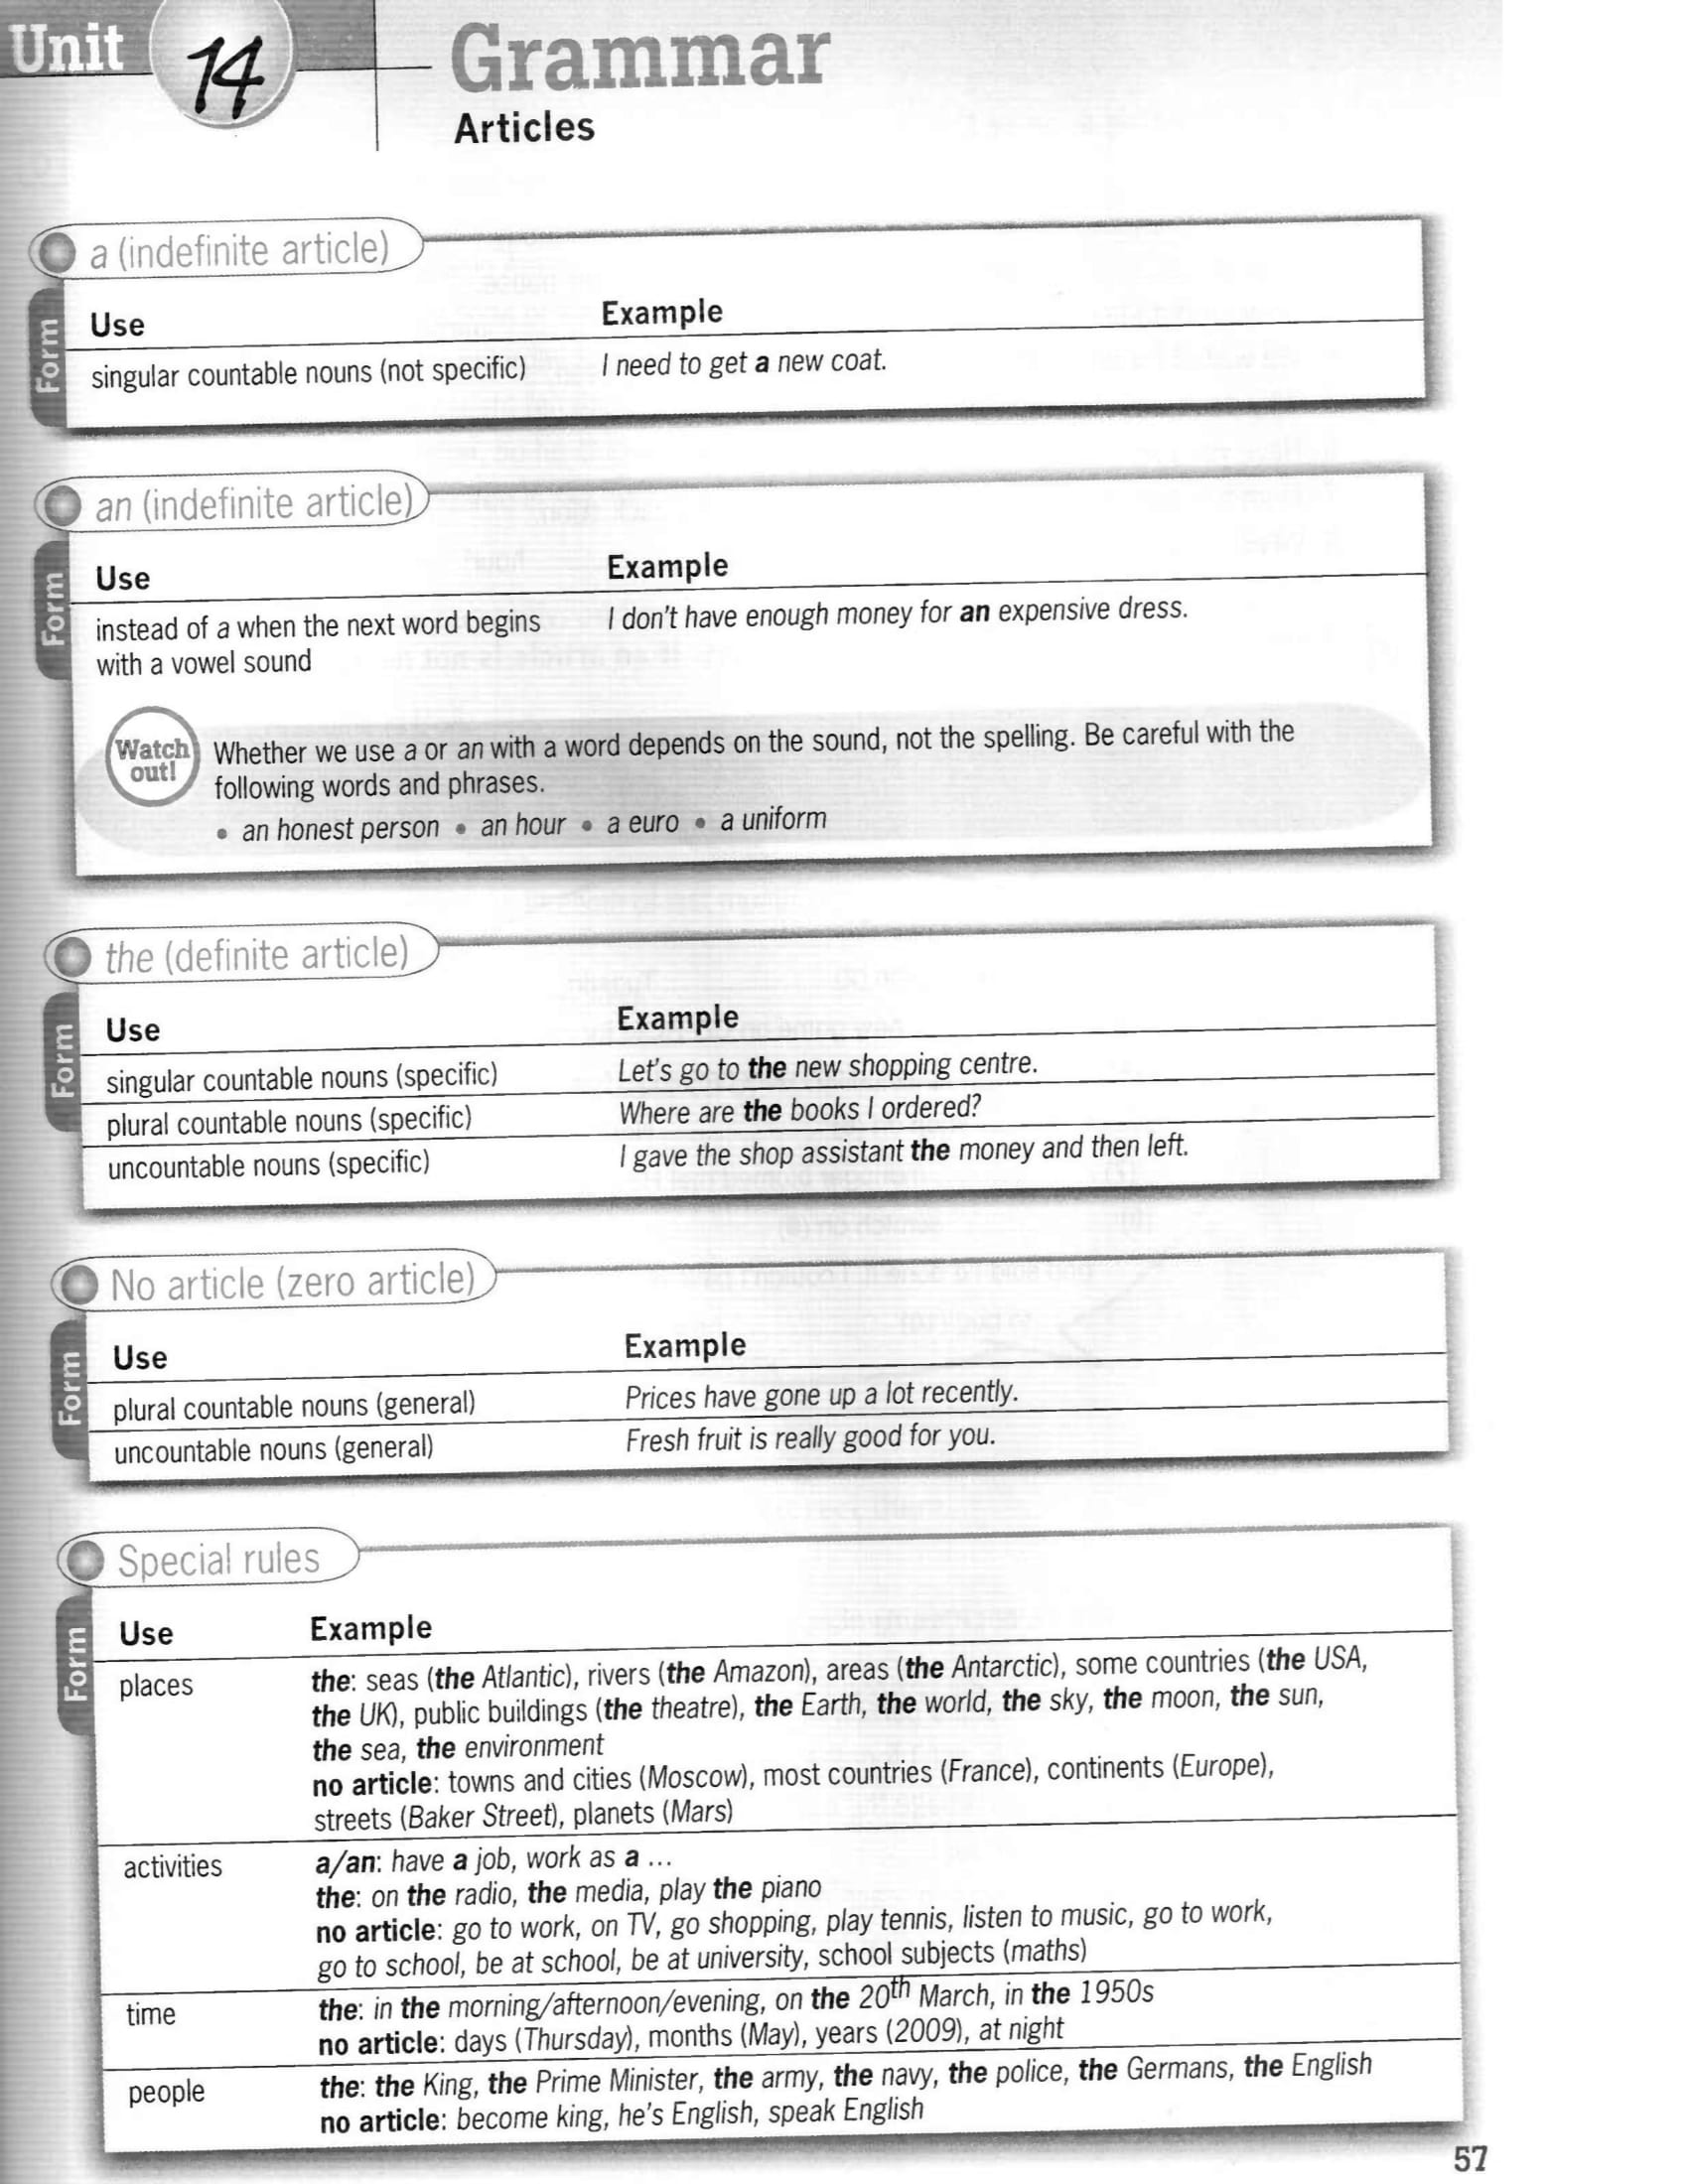 Unit 14
Grammar
Articles
a (indefinite article)
Form
Use Example
singular countable nouns (not specific) I need to get a new coat.
an (indefinite article)
Form
Use Example
instead of a when the next word begins I don't have enough money for an expensive dress.
with a vowel sound
Watch out!
Whether we use a or an with a word depends on the sound, not the spelling. Be careful with the
following words and phrases.
• an honest person • an hour • a euro • a uniform
the (definite article)
Form
Use Example
singular countable nouns (specific) Let's go to the new shopping centre.
plural countable nouns (specific) Where are the books I ordered?
uncountable nouns (specific) I gave the shop assistant the money and then left.
No article (zero article)
Form
Use Example
plural countable nouns (general) Prices have gone up a lot recently.
uncountable nouns (general) Fresh fruit is really good for you.
Special rules
Form
Use Example
places the: seas (the Atlantic), rivers (the Amazon), areas (the Antarctic), some countries (the USA,
the UK), public buildings (the theatre), the Earth, the world, the sky, the moon, the sun,
the sea, the environment
no article: towns and cities (Moscow), most countries (France), continents (Europe),
streets (Baker Street), planets (Mars)
activities a/an: have a job, work as a ...
the: on the radio, the media, play the piano
no article: go to work, on TV, go shopping, play tennis, listen to music, go to work,
go to school, be at school, be at university, school subjects (maths)
time the: in the morning/afternoon/evening, on the 20th March, in the 1950s
no article: days (Thursday), months (May), years (2009), at night
people the: the King, the Prime Minister, the army, the navy, the police, the Germans, the English
no article: become king, he's English, speak English
57